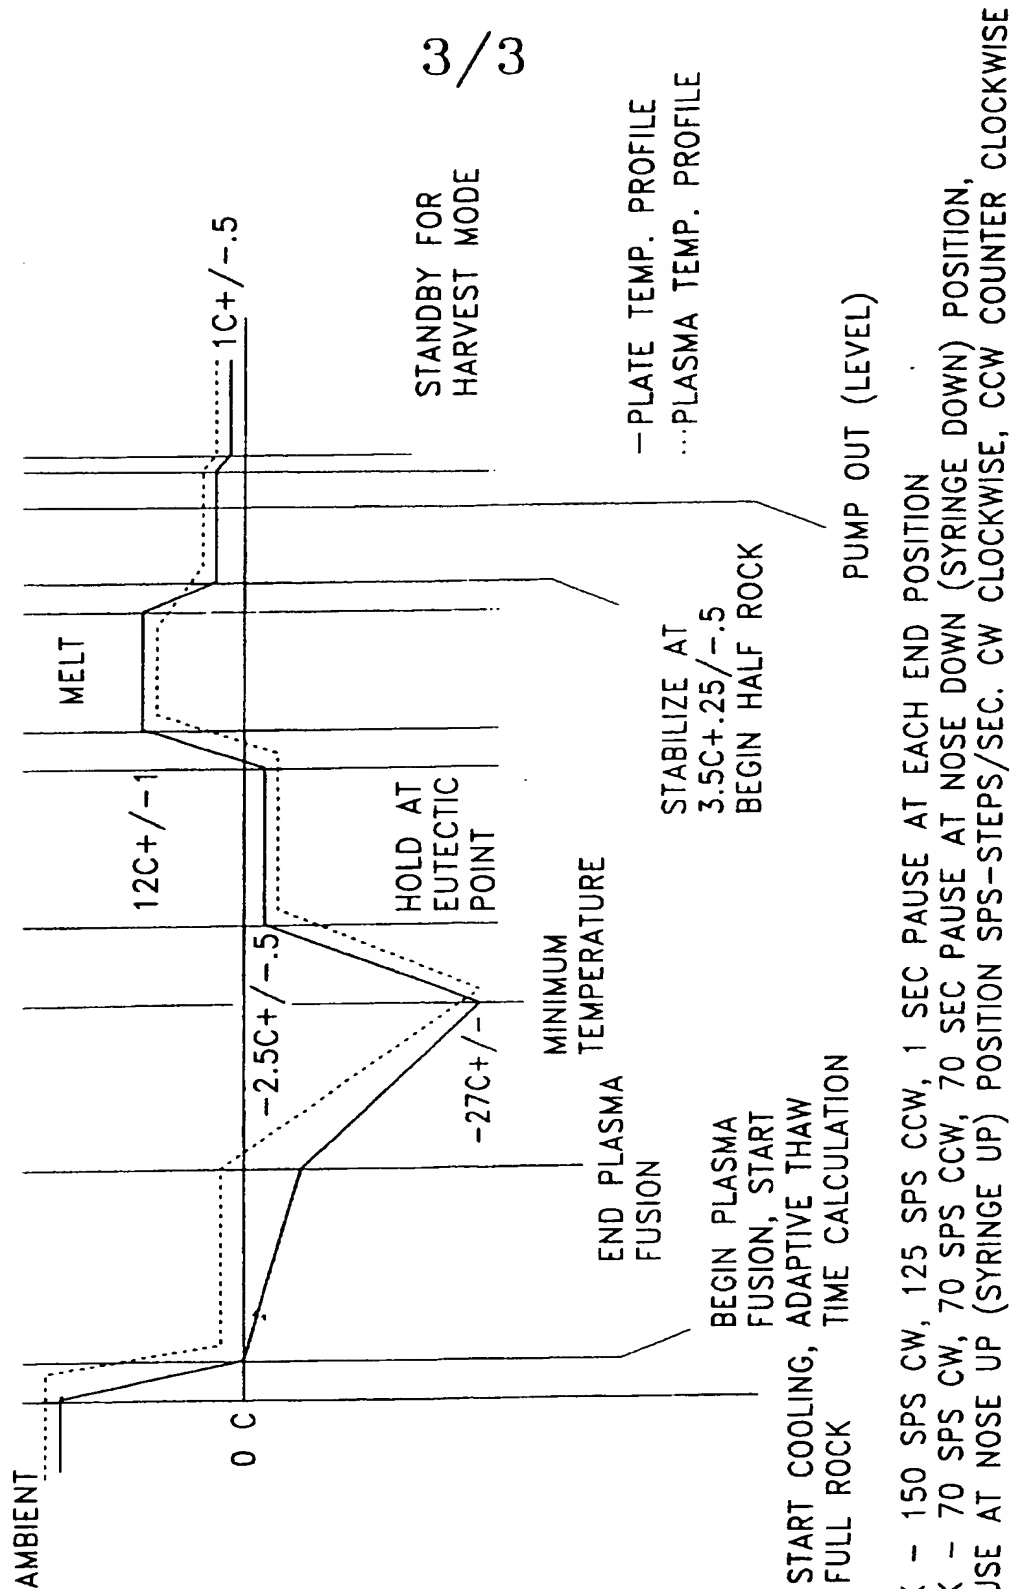 3/3
AMBIENT
0 C
12C+/-1
MELT
-2.5C+/-.5
-27C+/-
1C+/-.5
HOLD AT
EUTECTIC
POINT
STANDBY FOR
HARVEST MODE
MINIMUM
TEMPERATURE
END PLASMA
FUSION
STABILIZE AT
3.5C+.25/-.5
BEGIN HALF ROCK
-PLATE TEMP. PROFILE
...PLASMA TEMP. PROFILE
BEGIN PLASMA
FUSION, START
START COOLING, ADAPTIVE THAW
FULL ROCK TIME CALCULATION
PUMP OUT (LEVEL)
- 150 SPS CW, 125 SPS CCW, 1 SEC PAUSE AT EACH END POSITION
- 70 SPS CW, 70 SPS CCW, 70 SEC PAUSE AT NOSE DOWN (SYRINGE DOWN) POSITION,
AT NOSE UP (SYRINGE UP) POSITION SPS-STEPS/SEC. CW CLOCKWISE, CCW COUNTER CLOCKWISE